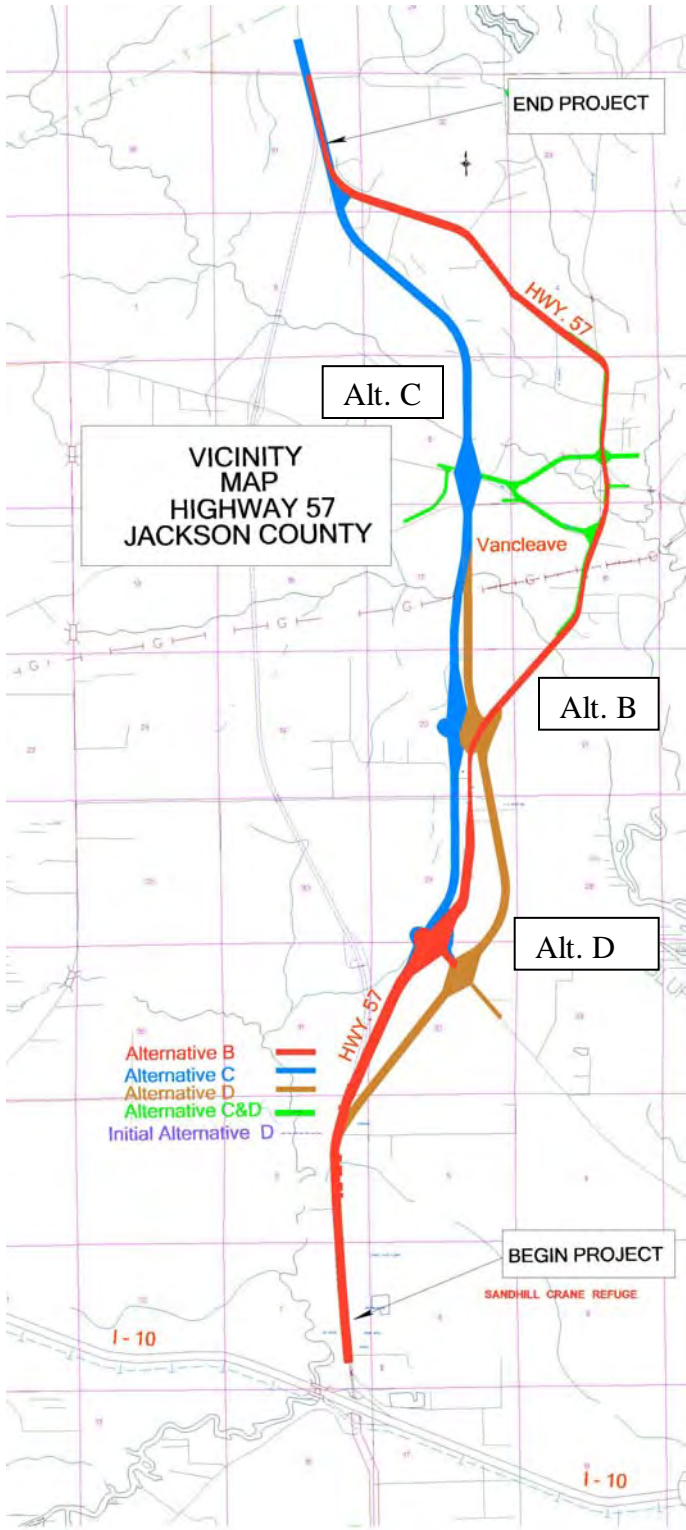 END PROJECT
HWY. 57
Alt. C
VICINITY
MAP
HIGHWAY 57
JACKSON COUNTY
Vancleave
G
G
G
G
Alt. B
Alt. D
HWY. 57
Alternative B
Alternative C
Alternative D
Alternative C&D
Initial Alternative D
BEGIN PROJECT
SANDHILL CRANE REFUGE
I - 10
I - 10